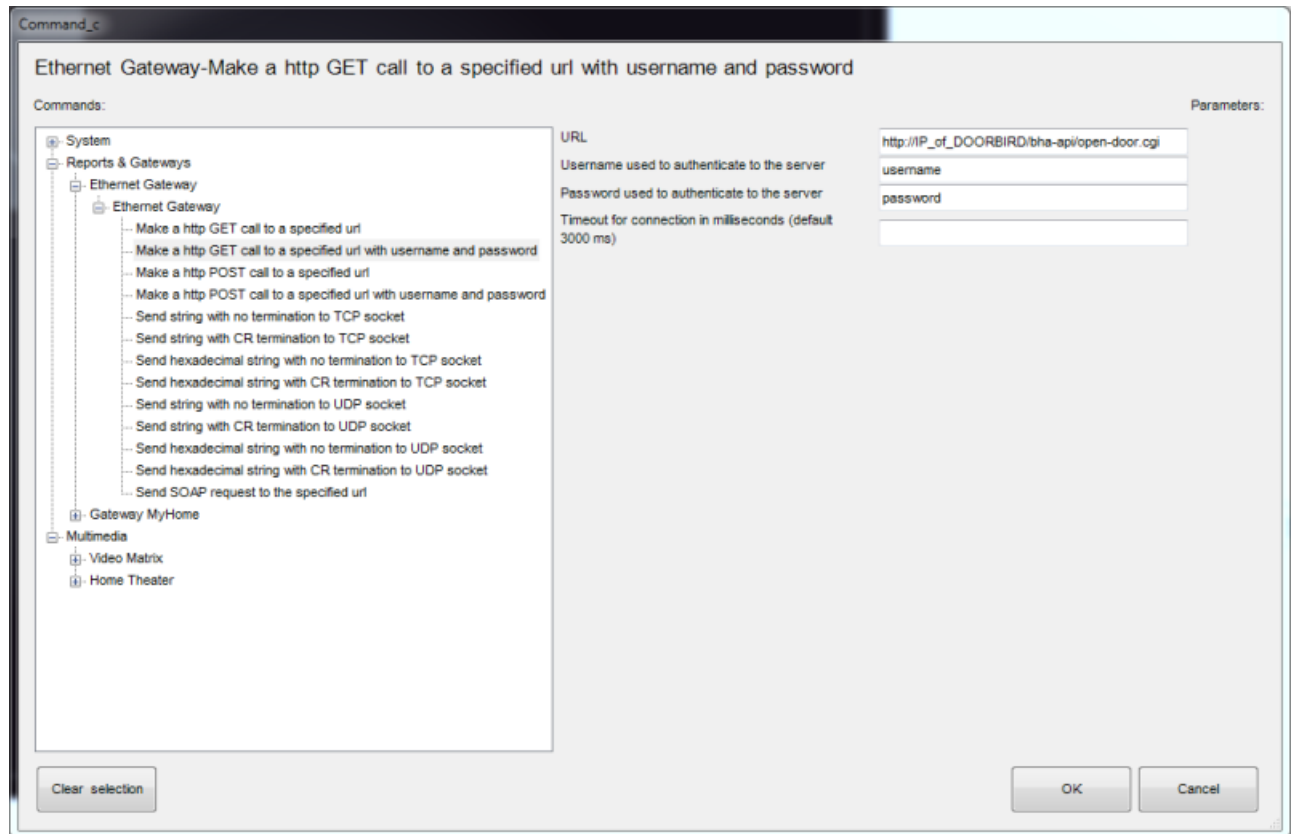 Command_c
Ethernet Gateway-Make a http GET call to a specified url with username and password
Commands:
Parameters:
System
Reports & Gateways
Ethernet Gateway
Ethernet Gateway
Make a http GET call to a specified url
Make a http GET call to a specified url with username and password
Make a http POST call to a specified url
Make a http POST call to a specified url with username and password
Send string with no termination to TCP socket
Send string with CR termination to TCP socket
Send hexadecimal string with no termination to TCP socket
Send hexadecimal string with CR termination to TCP socket
Send string with no termination to UDP socket
Send string with CR termination to UDP socket
Send hexadecimal string with no termination to UDP socket
Send hexadecimal string with CR termination to UDP socket
Send SOAP request to the specified url
Gateway MyHome
Multimedia
Video Matrix
Home Theater
URL
http://IP_of_DOORBIRD/bha-api/open-door.cgi
Username used to authenticate to the server
username
Password used to authenticate to the server
password
Timeout for connection in milliseconds (default
3000 ms)
Clear selection
OK
Cancel